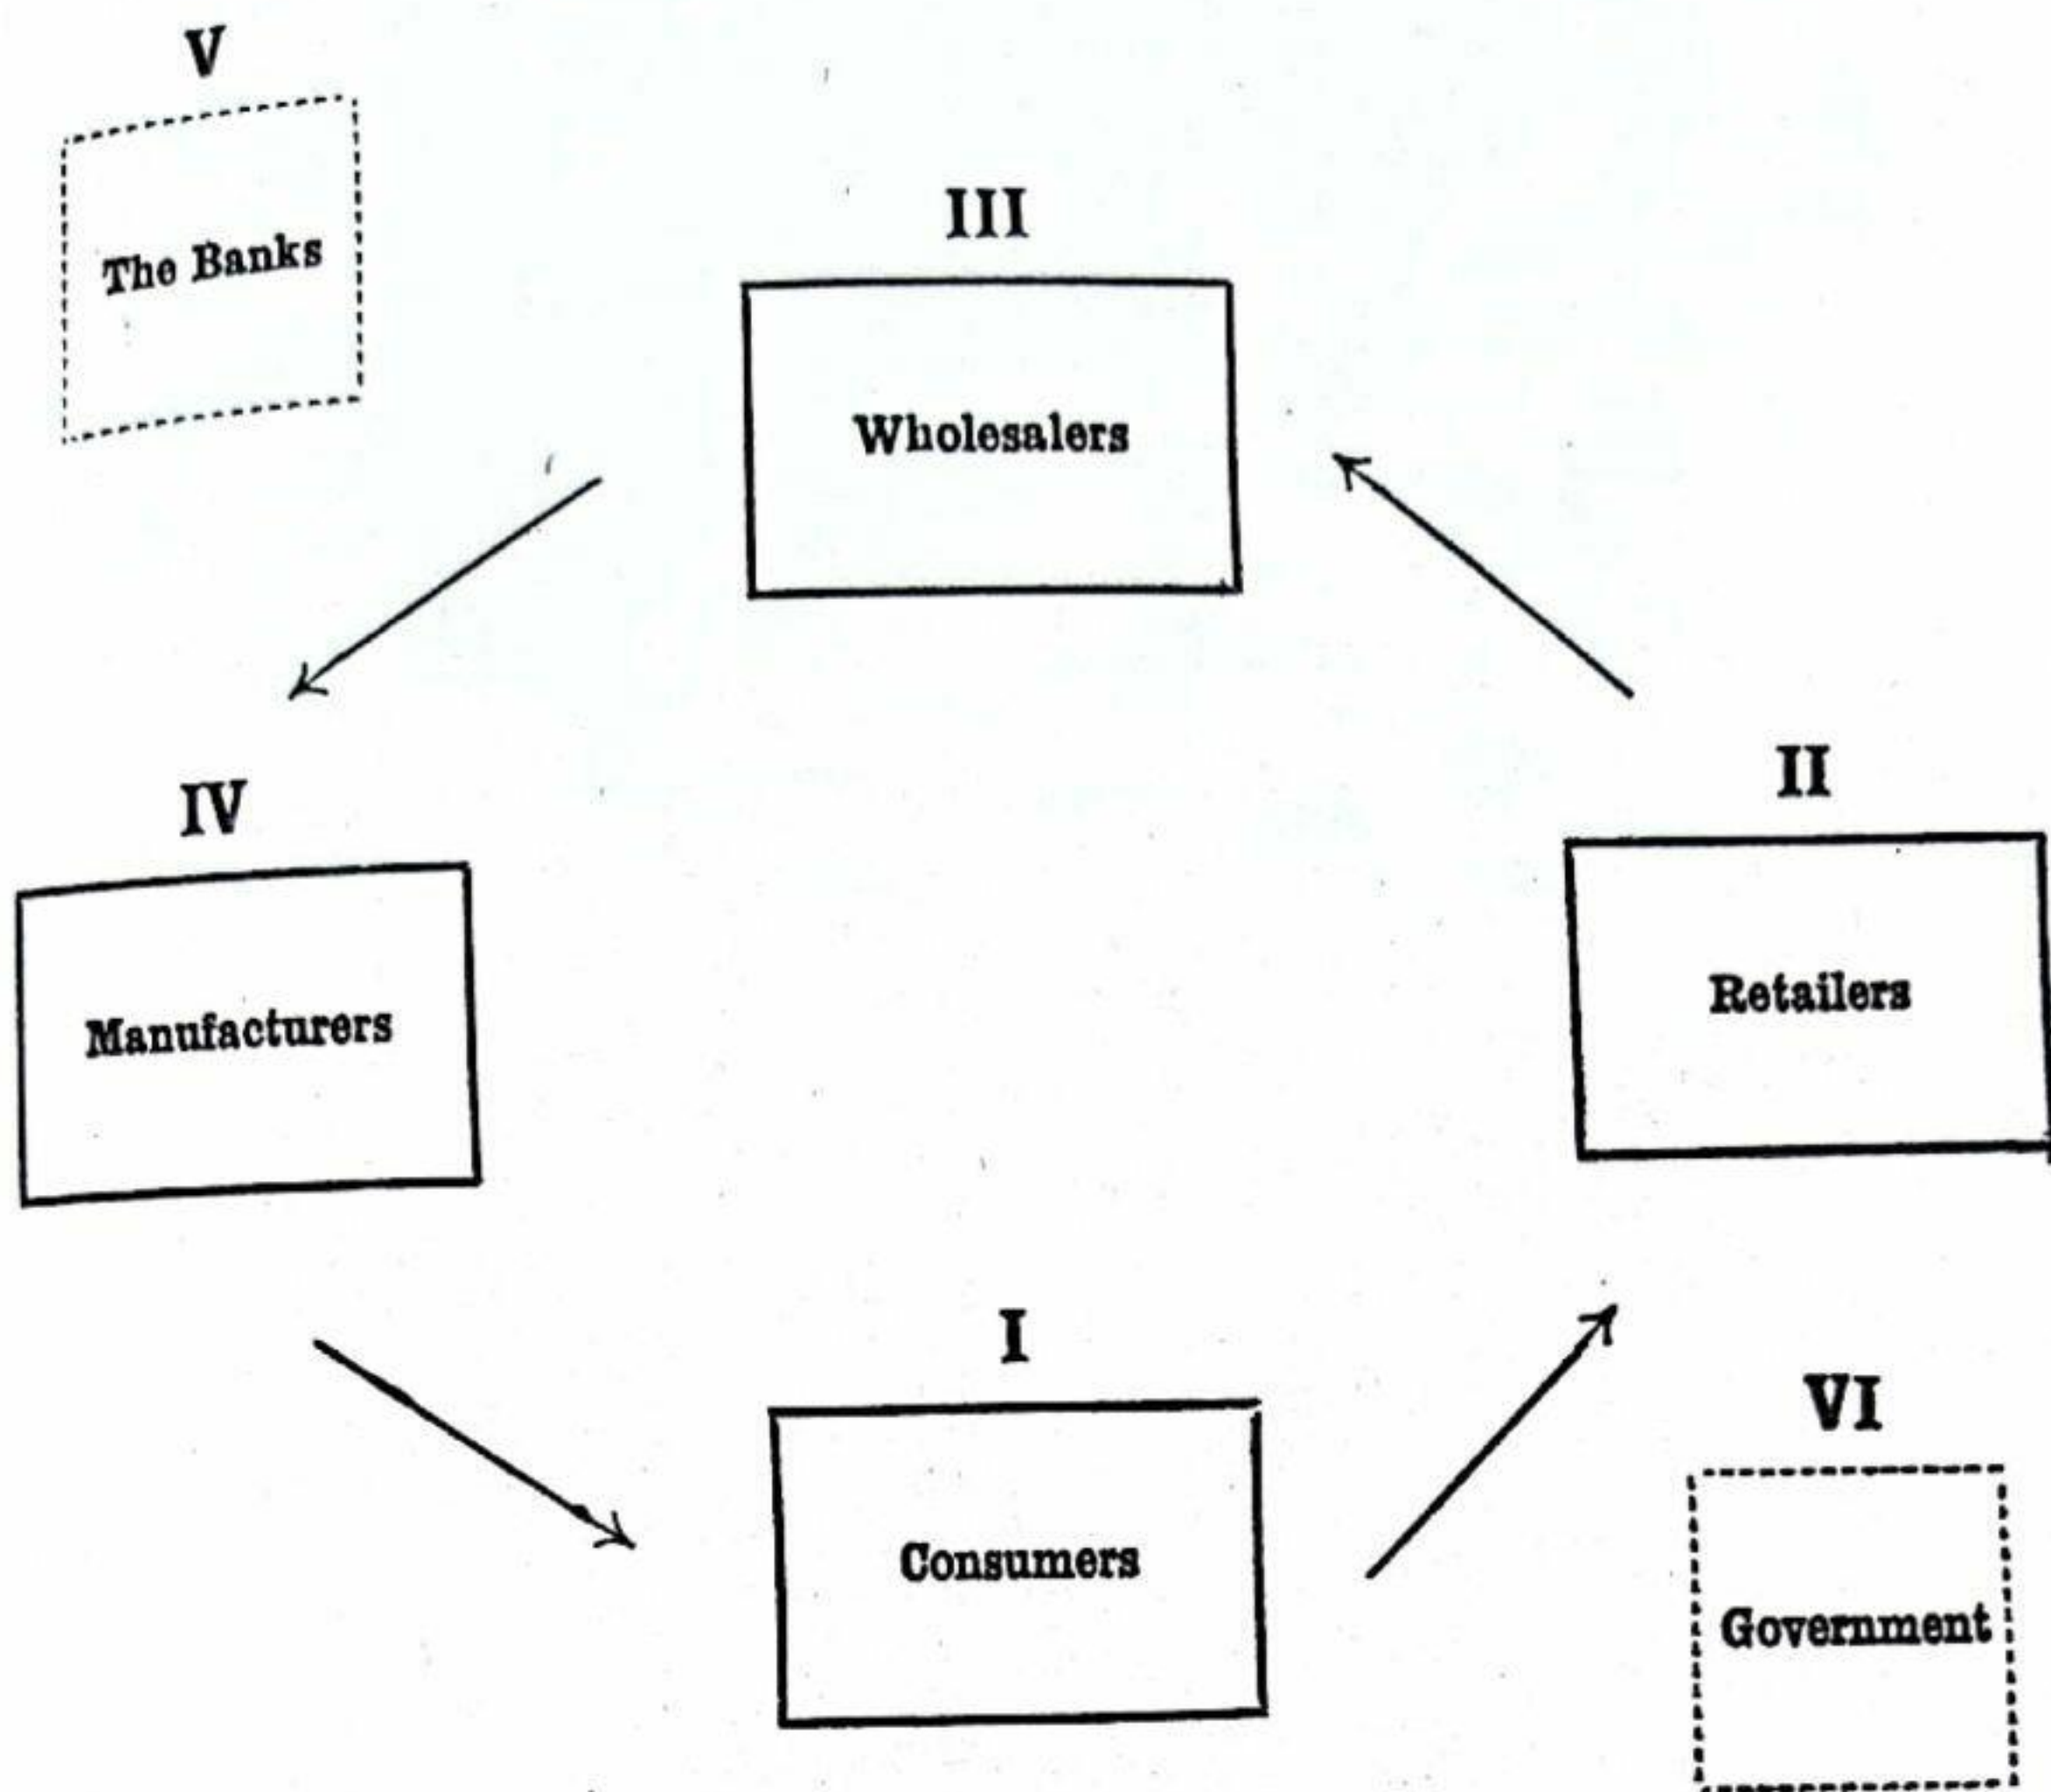 V
The Banks
III
Wholesalers
IV
Manufacturers
II
Retailers
I
Consumers
VI
Government